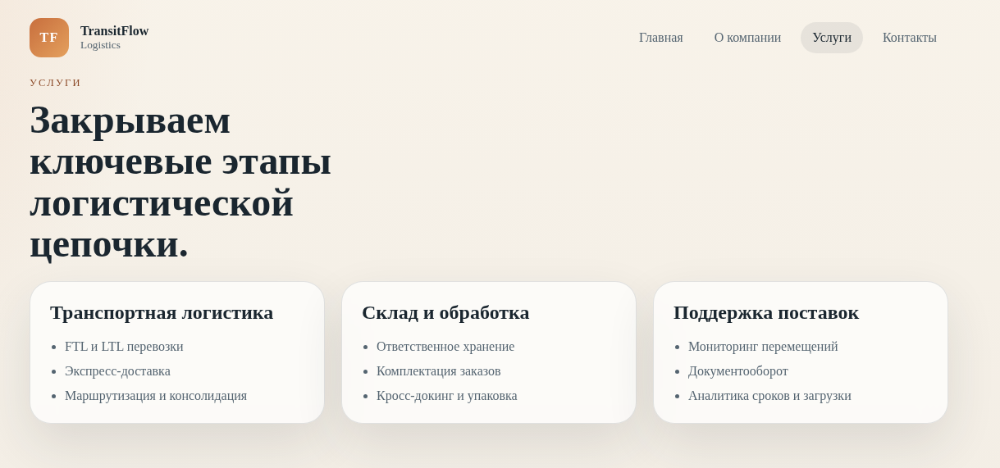 TF
TransitFlow
Logistics
Главная
О компании
Услуги
Контакты
УСЛУГИ
Закрываем
ключевые этапы
логистической
цепочки.
Транспортная логистика
FTL и LTL перевозки
Экспресс-доставка
Маршрутизация и консолидация
Склад и обработка
Ответственное хранение
Комплектация заказов
Кросс-докинг и упаковка
Поддержка поставок
Мониторинг перемещений
Документооборот
Аналитика сроков и загрузки